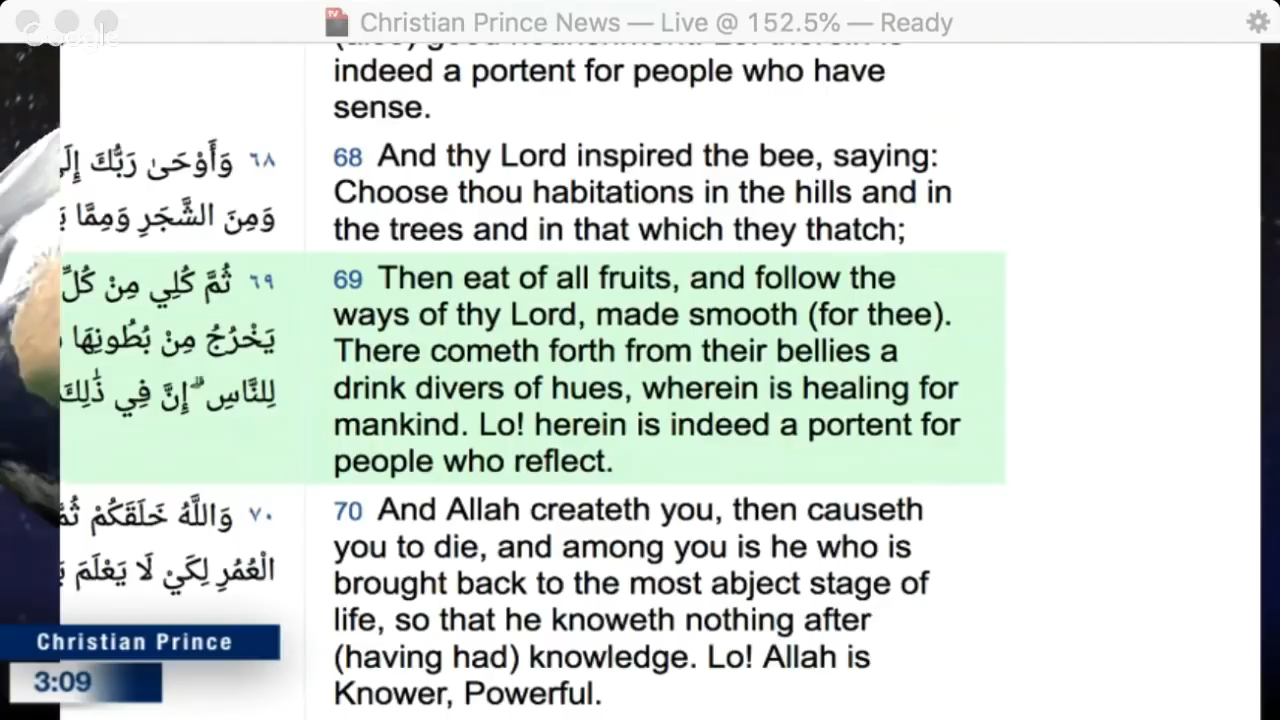 Christian Prince News — Live @ 152.5% — Ready
Google
indeed a portent for people who have
sense.
٦٨ وَأَوْحَىٰ رَبُّكَ
وَمِنَ الشَّجَرِ وَمِمَّا
68 And thy Lord inspired the bee, saying:
Choose thou habitations in the hills and in
the trees and in that which they thatch;
٦٩ ثُمَّ كُلِي مِنْ كُلِّ
يَخْرُجُ مِنْ بُطُونِهَا
لِلنَّاسِ ۗ إِنَّ فِي ذَٰلِكَ
69 Then eat of all fruits, and follow the
ways of thy Lord, made smooth (for thee).
There cometh forth from their bellies a
drink divers of hues, wherein is healing for
mankind. Lo! herein is indeed a portent for
people who reflect.
٧٠ وَاللَّهُ خَلَقَكُمْ
الْعُمُرِ لِكَيْ لَا يَعْلَمَ
70 And Allah createth you, then causeth
you to die, and among you is he who is
brought back to the most abject stage of
life, so that he knoweth nothing after
(having had) knowledge. Lo! Allah is
Knower, Powerful.
Christian Prince
3:09